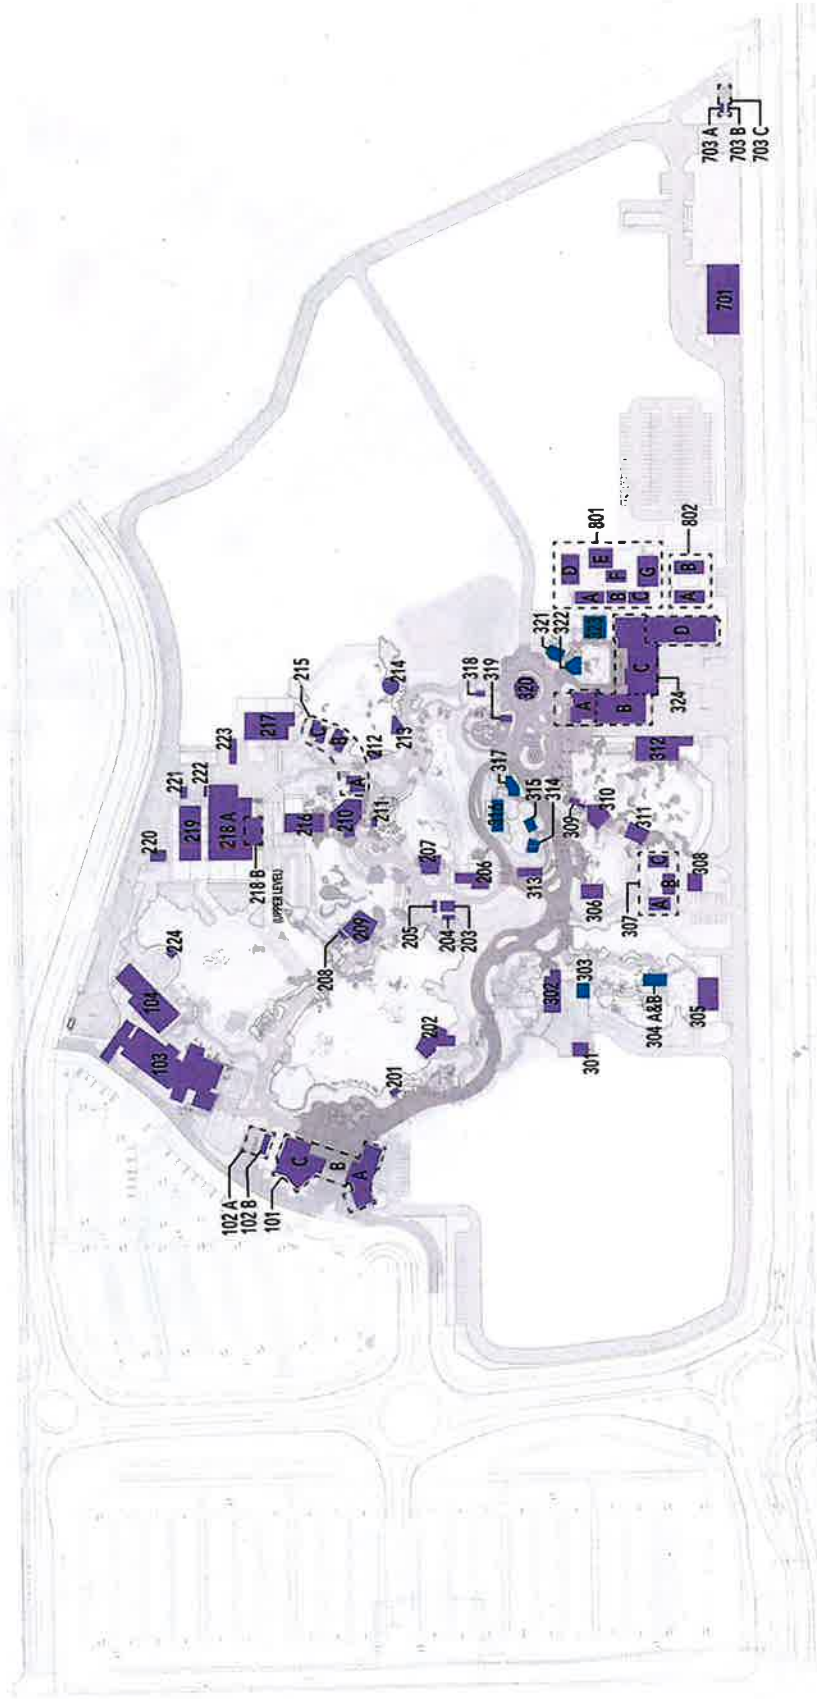 703 A
703 B
703 C
701
801
802
D
E
F
G
A
B
C
B
A
321
322
323
D
C
B
A
324
318
319
320
215
214
C
B
213
212
A
217
223
221
222
220
219
218 A
218 B
(UPPER LEVEL)
216
210
211
317
316
315
314
309
310
312
311
313
306
307
C
B
A
308
207
206
205
204
203
209
208
224
104
103
302
303
304 A&B
305
301
202
201
102 A
102 B
101
C
B
A